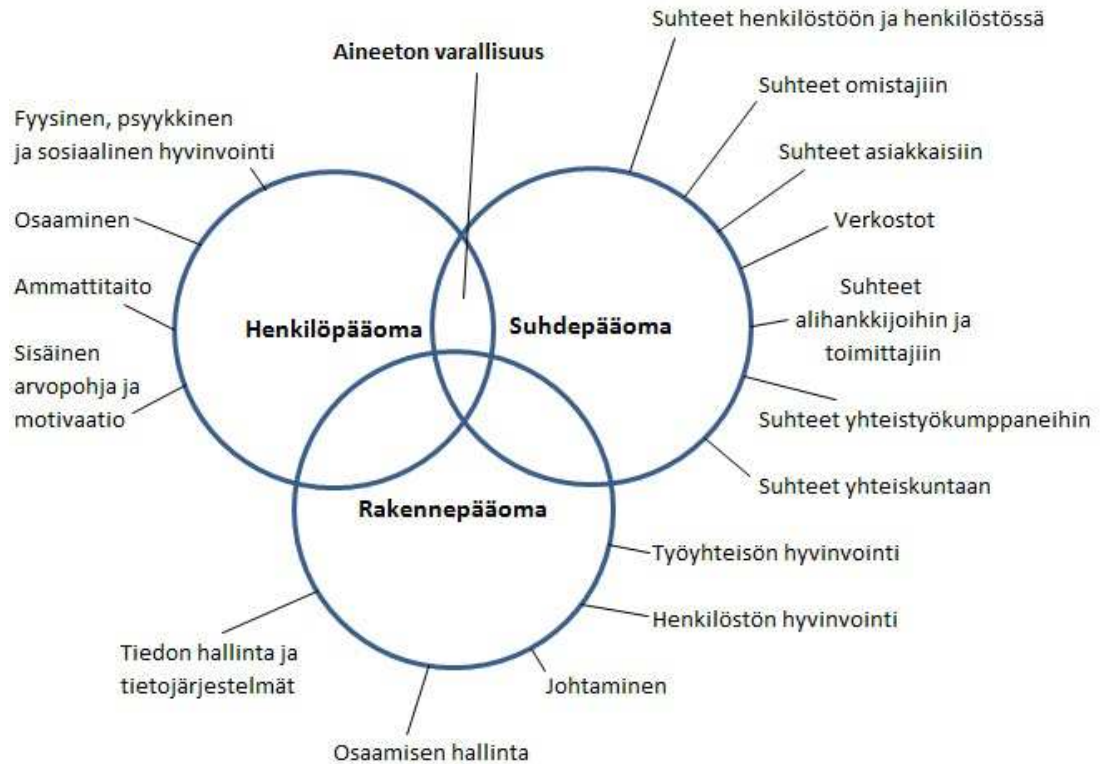 Suhteet henkilöstöön ja henkilöstössä
Aineeton varallisuus
Suhteet omistajiin
Fyysinen, psyykkinen
ja sosiaalinen hyvinvointi
Suhteet asiakkaisiin
Osaaminen
Verkostot
Ammattitaito
Suhteet
alihankkijoihin ja
toimittajiin
Henkilöpääoma
Suhdepääoma
Sisäinen
arvopohja ja
motivaatio
Suhteet yhteistyökumppaneihin
Suhteet yhteiskuntaan
Rakennepääoma
Työyhteisön hyvinvointi
Henkilöstön hyvinvointi
Tiedon hallinta ja
tietojärjestelmät
Johtaminen
Osaamisen hallinta